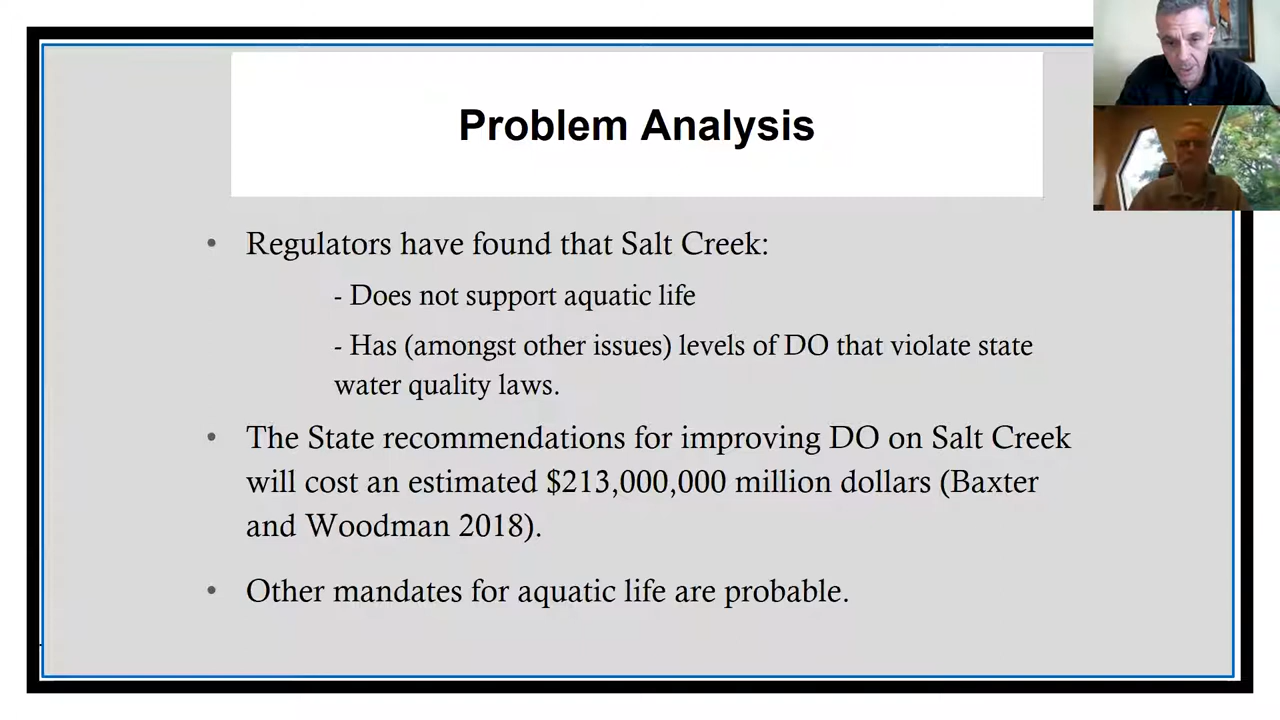 Problem Analysis
• Regulators have found that Salt Creek:
- Does not support aquatic life
- Has (amongst other issues) levels of DO that violate state
water quality laws.
• The State recommendations for improving DO on Salt Creek
will cost an estimated $213,000,000 million dollars (Baxter
and Woodman 2018).
• Other mandates for aquatic life are probable.